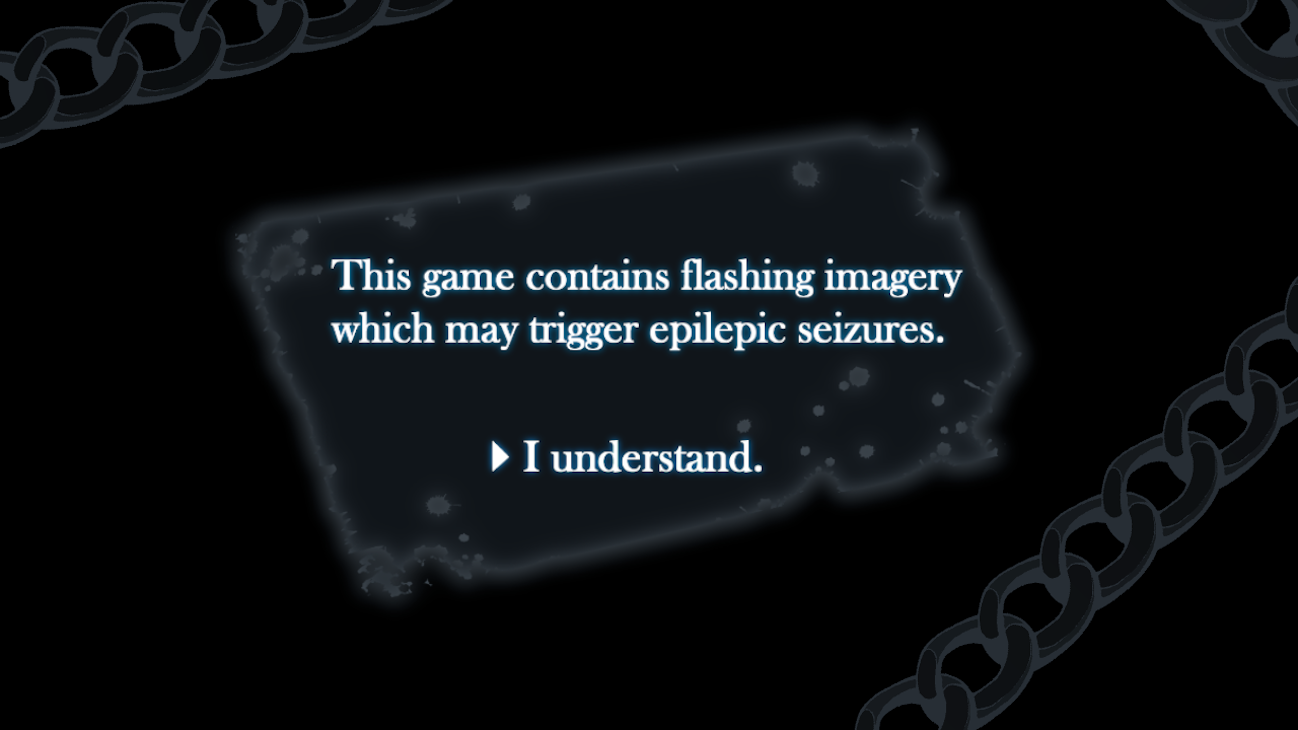 This game contains flashing imagery
which may trigger epilepic seizures.
I understand.